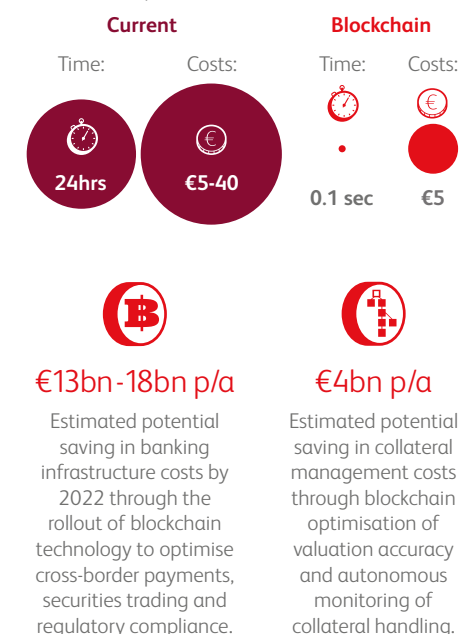 Current
Blockchain
Time:
Costs:
Time:
Costs:
24hrs
€5-40
0.1 sec
€5
€13bn-18bn p/a
Estimated potential
saving in banking
infrastructure costs by
2022 through the
rollout of blockchain
technology to optimise
cross-border payments,
securities trading and
regulatory compliance.
€4bn p/a
Estimated potential
saving in collateral
management costs
through blockchain
optimisation of
valuation accuracy
and autonomous
monitoring of
collateral handling.